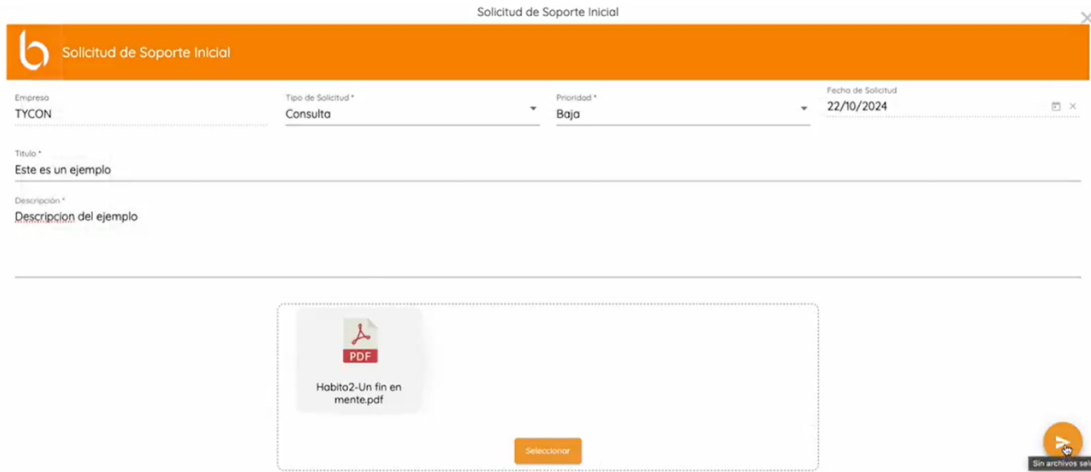 Solicitud de Soporte Inicial
Solicitud de Soporte Inicial
Empresa
TYCON
Tipo de Solicitud *
Consulta
Prioridad *
Baja
Fecha de Solicitud
22/10/2024
Título *
Este es un ejemplo
Descripción *
Descripcion del ejemplo
PDF
Habito2-Un fin en
mente.pdf
Seleccionar
Sin archivos sel